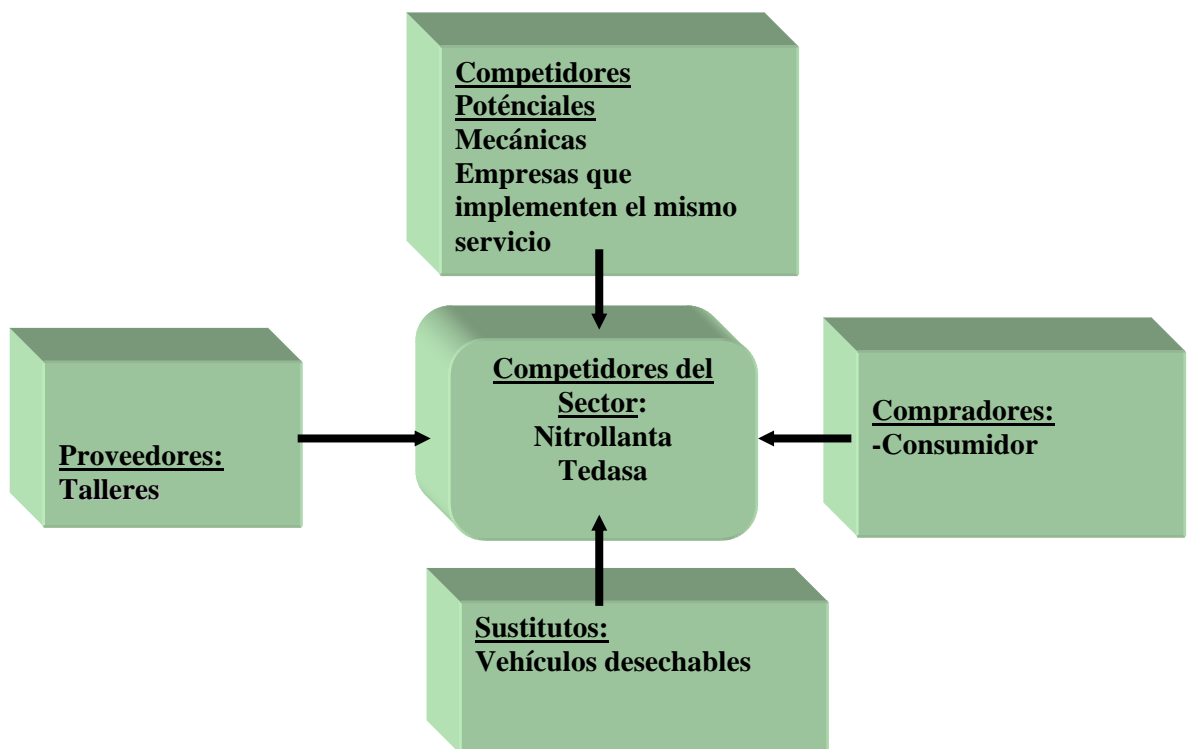 Competidores
Poténciales
Mecánicas
Empresas que
implementen el mismo
servicio
Proveedores:
Talleres
Competidores del
Sector:
Nitrollanta
Tedasa
Compradores:
-Consumidor
Sustitutos:
Vehículos desechables